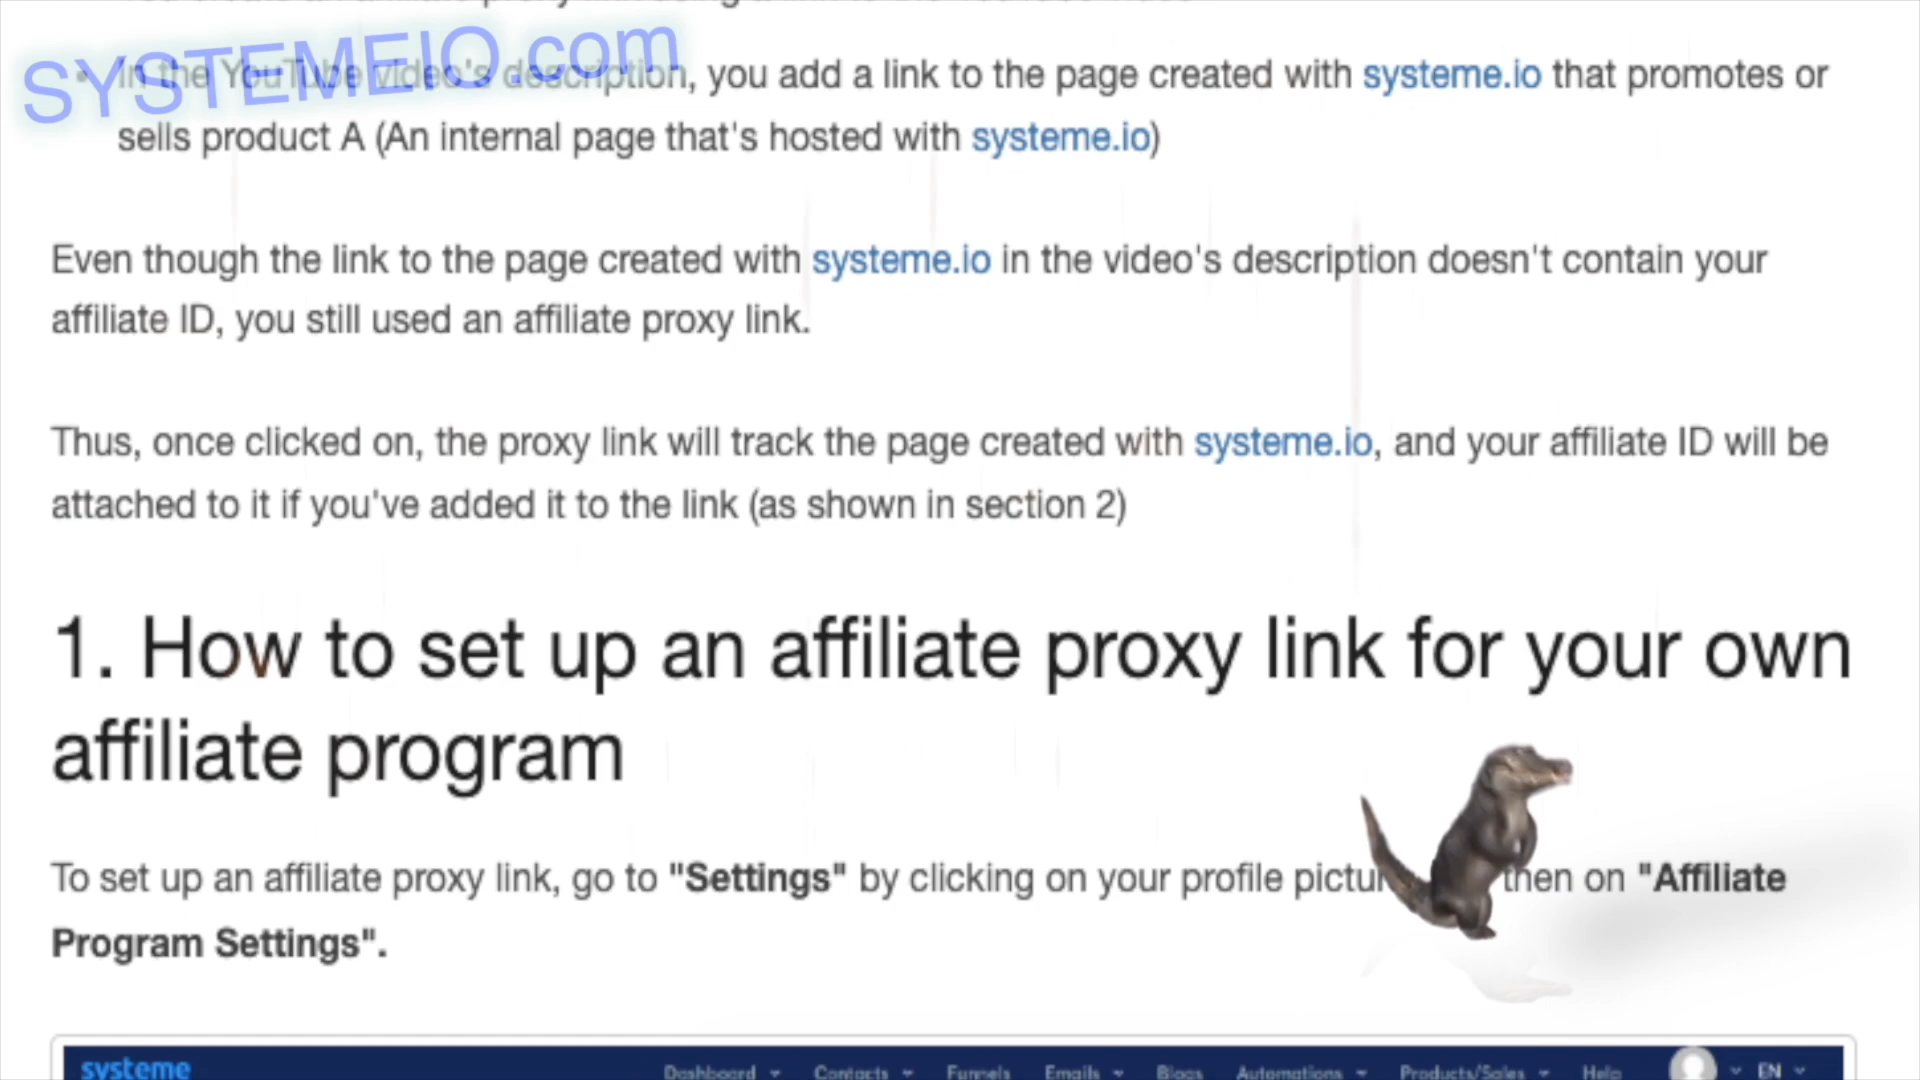 SYSTEMEIO.com
• In the YouTube video's description, you add a link to the page created with systeme.io that promotes or
sells product A (An internal page that's hosted with systeme.io)
Even though the link to the page created with systeme.io in the video's description doesn't contain your
affiliate ID, you still used an affiliate proxy link.
Thus, once clicked on, the proxy link will track the page created with systeme.io, and your affiliate ID will be
attached to it if you've added it to the link (as shown in section 2)
1. How to set up an affiliate proxy link for your own
affiliate program
To set up an affiliate proxy link, go to "Settings" by clicking on your profile pictur then on "Affiliate
Program Settings".
systeme Dashboard Contacts Funnels Emails Blogs Automations Products/Sales Help EN